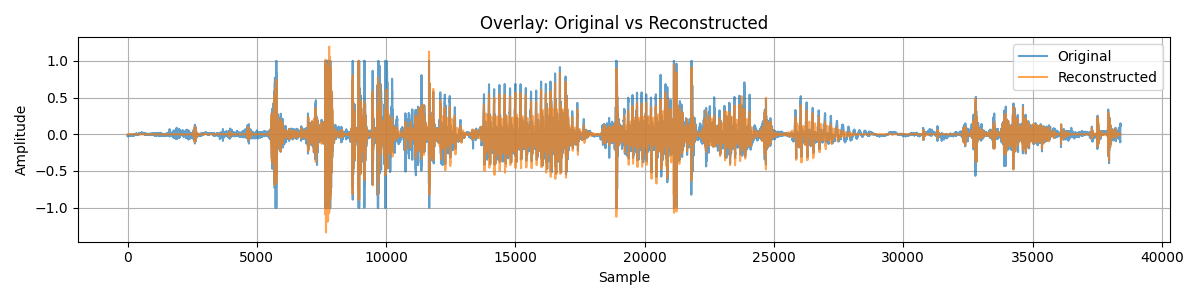 Overlay: Original vs Reconstructed
Original
Reconstructed
Amplitude
1.0
0.5
0.0
−0.5
−1.0
0 5000 10000 15000 20000 25000 30000 35000 40000
Sample